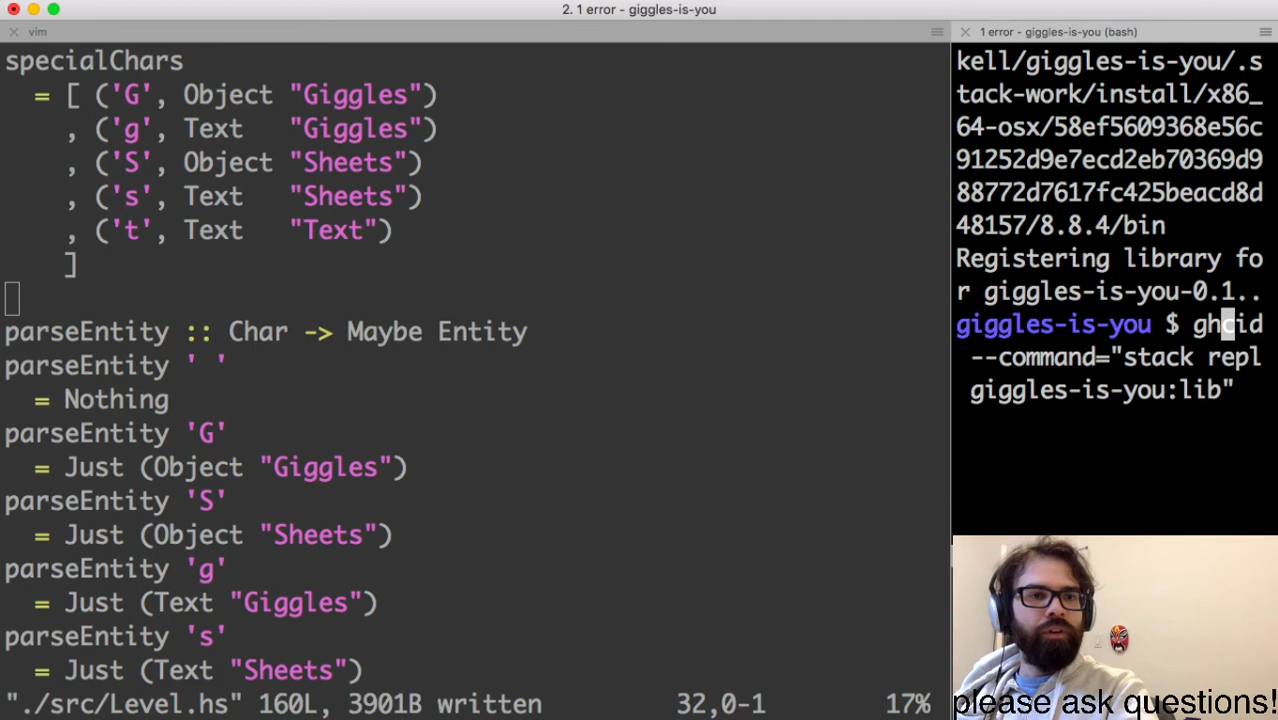 2. 1 error - giggles-is-you
vim
1 error - giggles-is-you (bash)
specialChars
= [ ('G', Object "Giggles")
, ('g', Text "Giggles")
, ('S', Object "Sheets")
, ('s', Text "Sheets")
, ('t', Text "Text")
]
parseEntity :: Char -> Maybe Entity
parseEntity ' '
= Nothing
parseEntity 'G'
= Just (Object "Giggles")
parseEntity 'S'
= Just (Object "Sheets")
parseEntity 'g'
= Just (Text "Giggles")
parseEntity 's'
= Just (Text "Sheets")
"./src/Level.hs" 160L, 3901B written 32,0-1 17%
kell/giggles-is-you/.s
tack-work/install/x86_
64-osx/58ef5609368e56c
91252d9e7ecd2eb70369d9
88772d7617fc425beacd8d
48157/8.8.4/bin
Registering library fo
r giggles-is-you-0.1..
giggles-is-you $ ghcid
--command="stack repl
giggles-is-you:lib"
please ask questions!